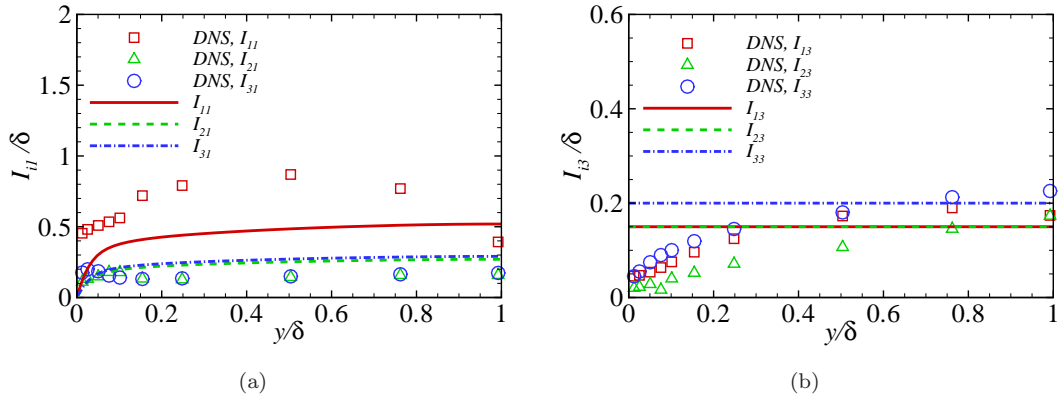 2
1.5
1
0.5
0
I_{i1}/δ
DNS, I_{11}
DNS, I_{21}
DNS, I_{31}
I_{11}
I_{21}
I_{31}
0 0.2 0.4 0.6 0.8 1
y/δ
(a)
0.6
0.4
0.2
0
I_{i3}/δ
DNS, I_{13}
DNS, I_{23}
DNS, I_{33}
I_{13}
I_{23}
I_{33}
0 0.2 0.4 0.6 0.8 1
y/δ
(b)